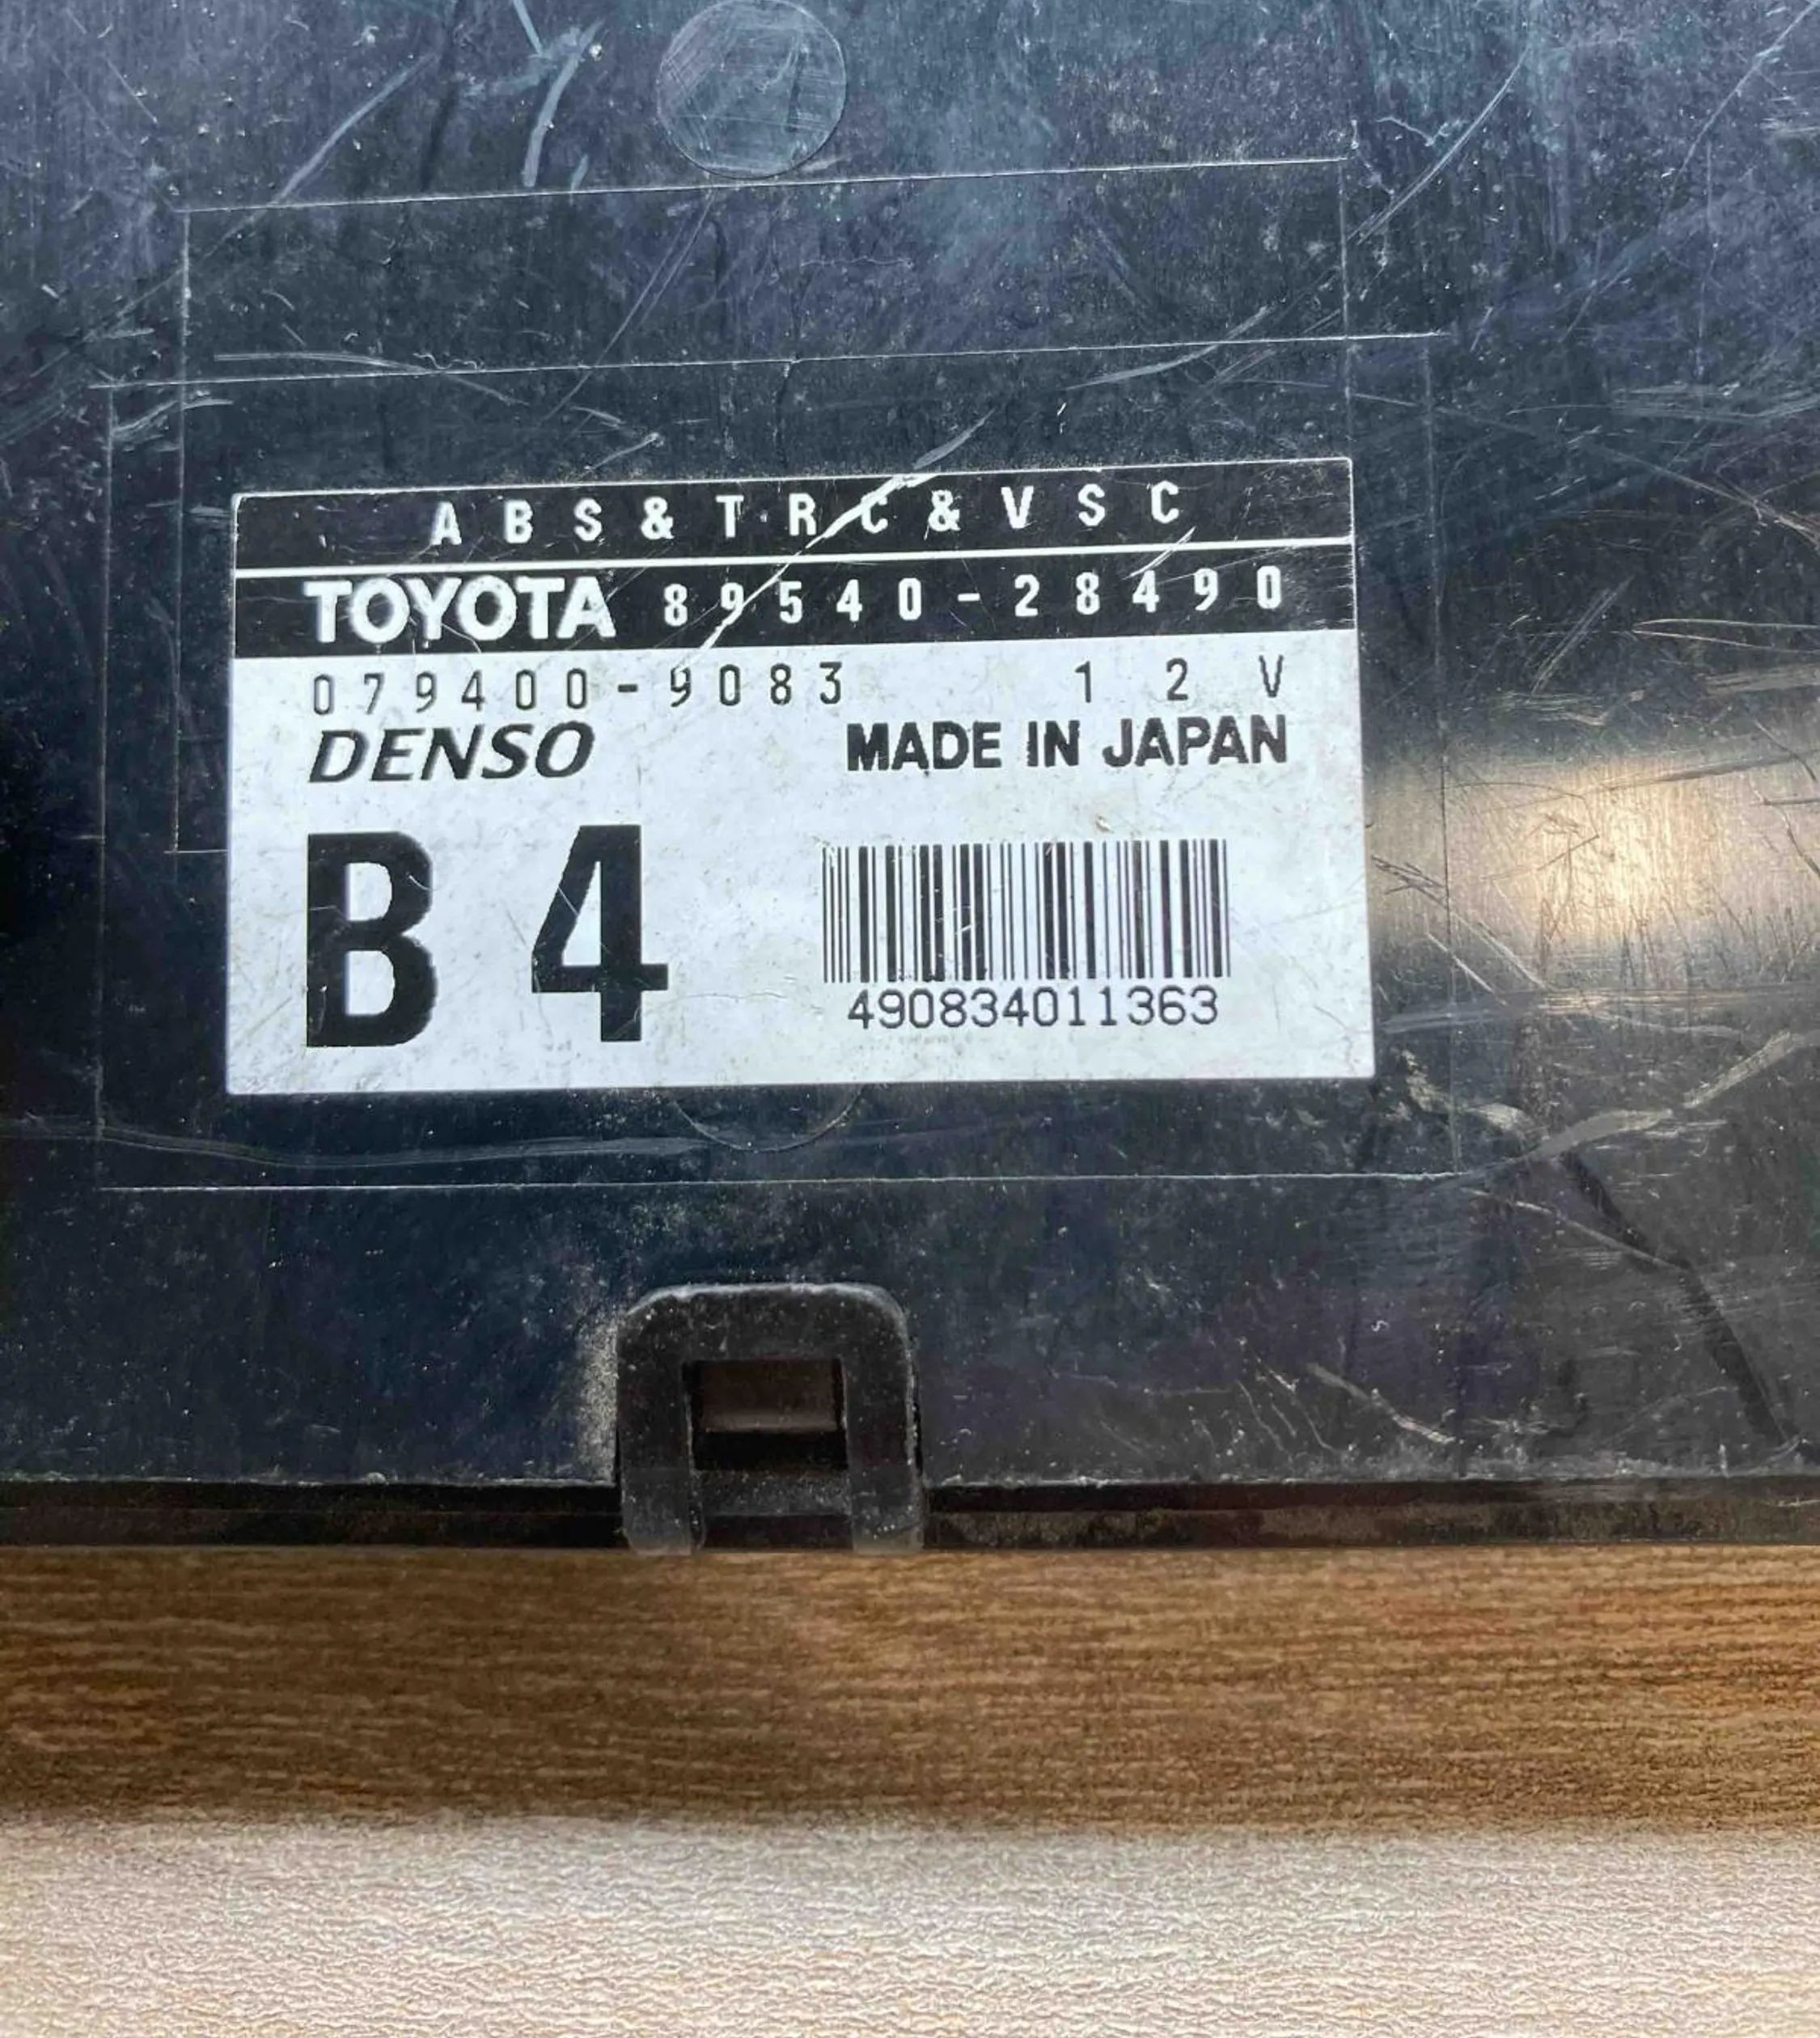 ABS&TRC&VSC
TOYOTA 89540-28490
079400-9083 12V
DENSO MADE IN JAPAN
B4
490834011363